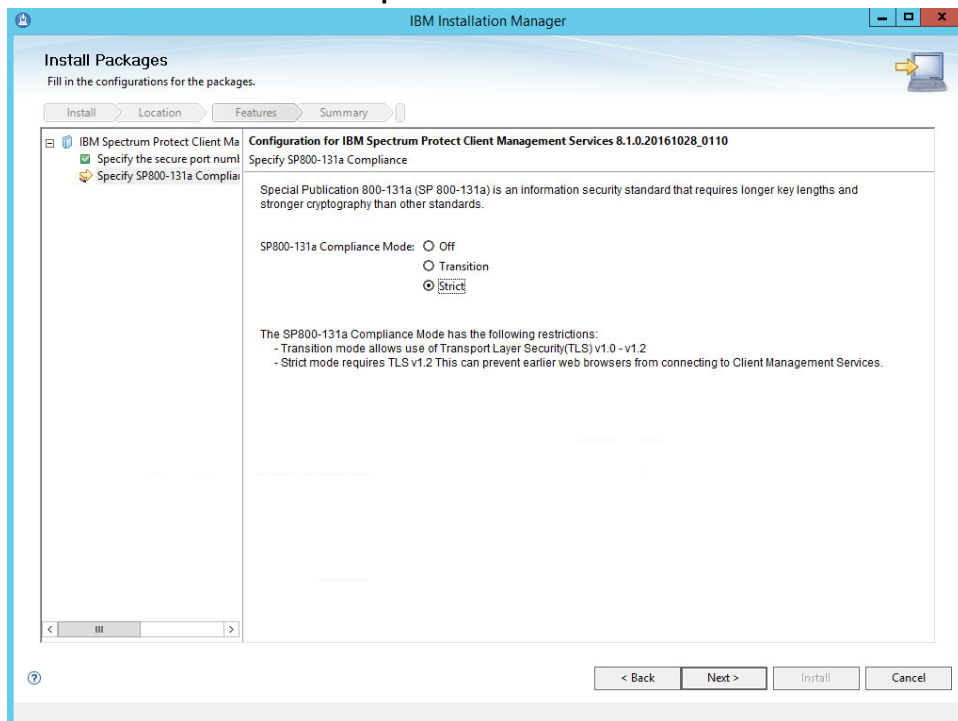 IBM Installation Manager
Install Packages
Fill in the configurations for the packages.
Install Location Features Summary
IBM Spectrum Protect Client Ma
Specify the secure port numl
Specify SP800-131a Complian
Configuration for IBM Spectrum Protect Client Management Services 8.1.0.20161028_0110
Specify SP800-131a Compliance
Special Publication 800-131a (SP 800-131a) is an information security standard that requires longer key lengths and
stronger cryptography than other standards.
SP800-131a Compliance Mode: Off
Transition
Strict
The SP800-131a Compliance Mode has the following restrictions:
- Transition mode allows use of Transport Layer Security(TLS) v1.0 - v1.2
- Strict mode requires TLS v1.2 This can prevent earlier web browsers from connecting to Client Management Services.
< Back Next > Install Cancel